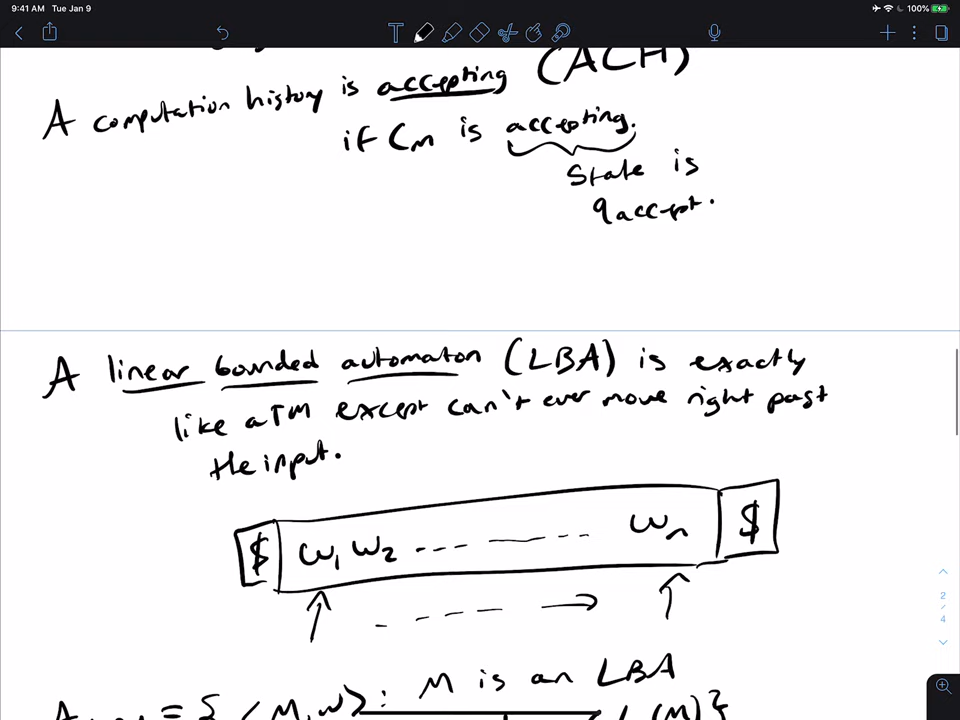 9:41 AM Tue Jan 9
100%
(ACH)
A computation history is accepting
if Cm is accepting.
State is
qaccept.
A linear bounded automaton (LBA) is exactly
like a TM except can't ever move right past
the input.
$ w1 w2 ---- ---- --- wn $
M is an LBA
= { <M, w> : L(M)}
2
/
4